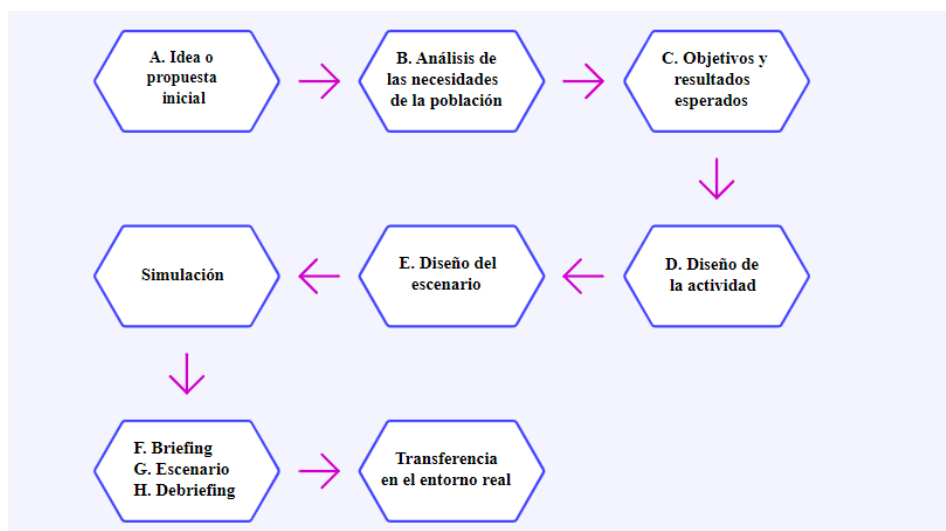 A. Idea o
propuesta
inicial
B. Análisis de
las necesidades
de la población
C. Objetivos y
resultados
esperados
D. Diseño de
la actividad
E. Diseño del
escenario
Simulación
F. Briefing
G. Escenario
H. Debriefing
Transferencia
en el entorno real